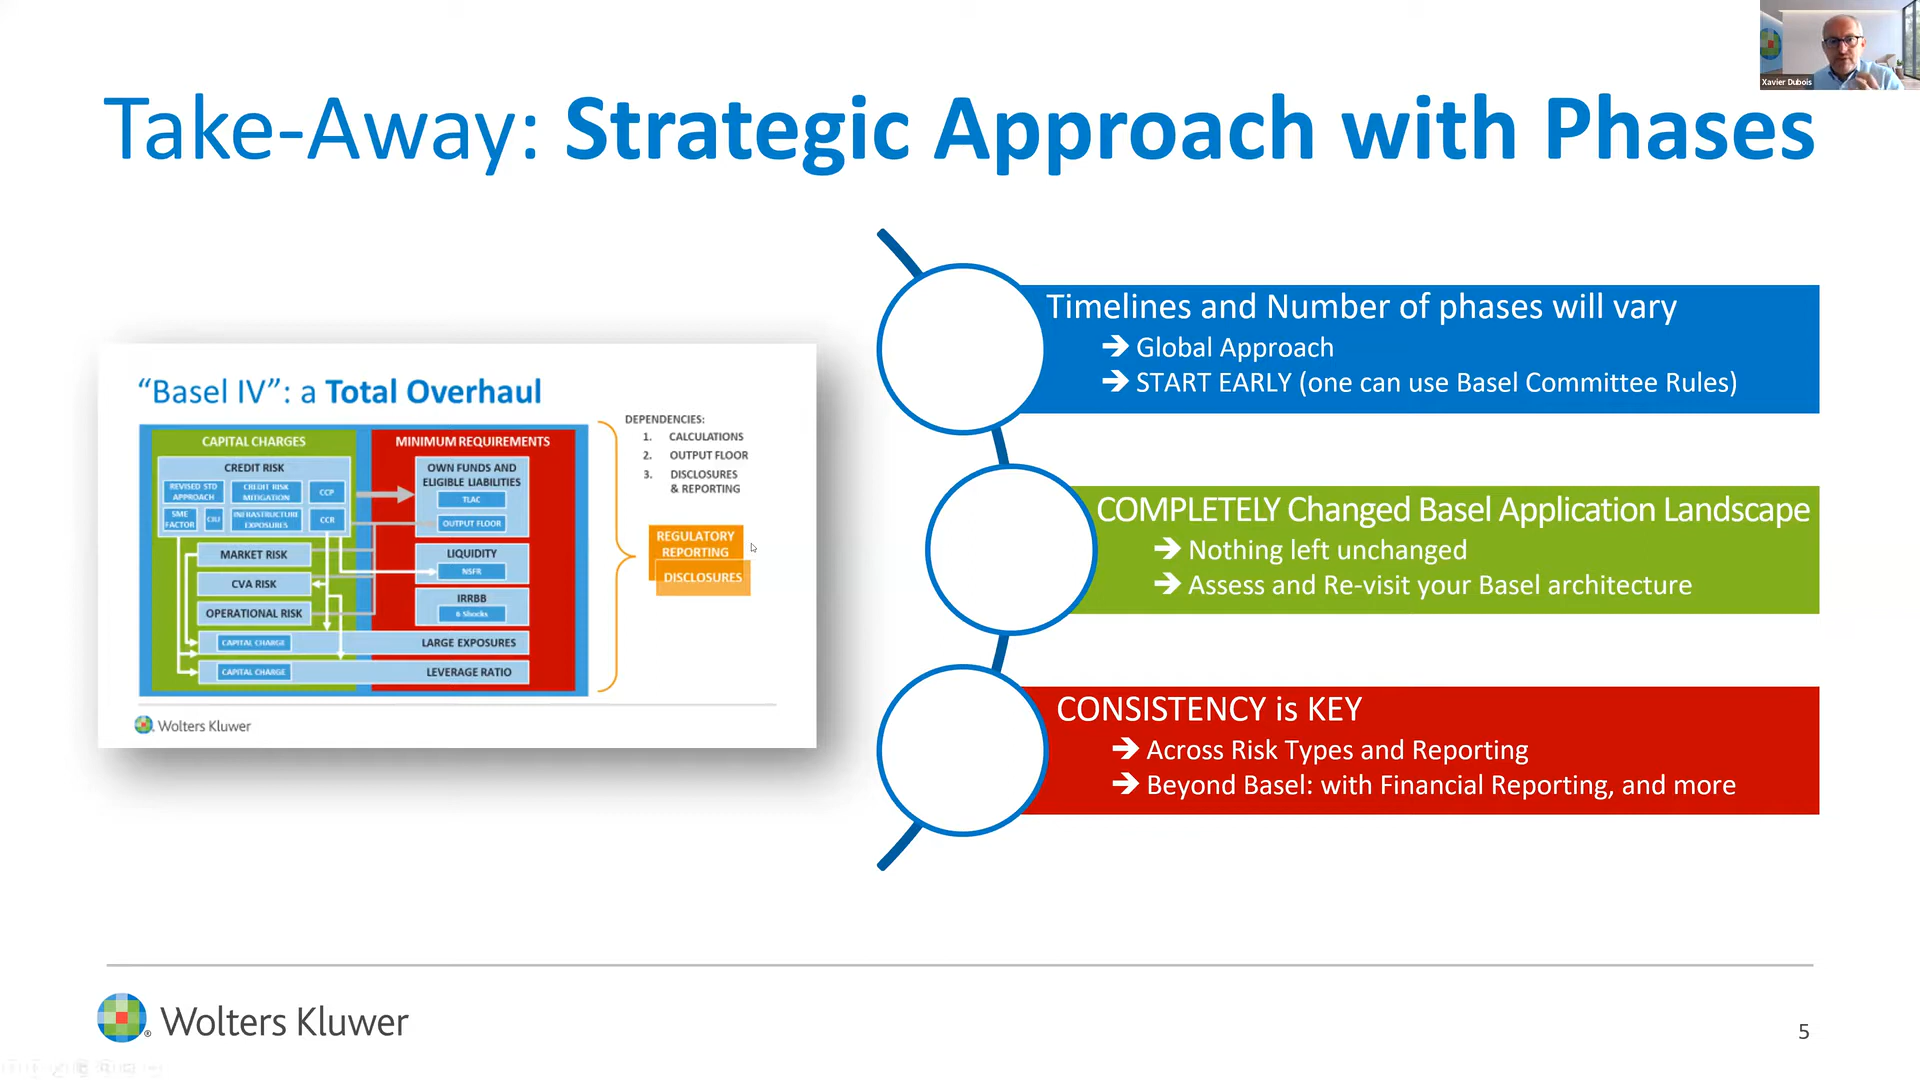 Xavier Dubois
Take-Away: Strategic Approach with Phases
“Basel IV”: a Total Overhaul
CAPITAL CHARGES
CREDIT RISK
REVISED STD
APPROACH
CREDIT RISK
MITIGATION
CCP
SME
FACTOR
CIU
INFRASTRUCTURE
EXPOSURES
CCR
MARKET RISK
CVA RISK
OPERATIONAL RISK
CAPITAL CHARGE
CAPITAL CHARGE
MINIMUM REQUIREMENTS
OWN FUNDS AND
ELIGIBLE LIABILITIES
TLAC
OUTPUT FLOOR
LIQUIDITY
NSFR
IRRBB
6 Shocks
LARGE EXPOSURES
LEVERAGE RATIO
DEPENDENCIES:
1. CALCULATIONS
2. OUTPUT FLOOR
3. DISCLOSURES
& REPORTING
REGULATORY
REPORTING
DISCLOSURES
Wolters Kluwer
Timelines and Number of phases will vary
➔ Global Approach
➔ START EARLY (one can use Basel Committee Rules)
COMPLETELY Changed Basel Application Landscape
➔ Nothing left unchanged
➔ Assess and Re-visit your Basel architecture
CONSISTENCY is KEY
➔ Across Risk Types and Reporting
➔ Beyond Basel: with Financial Reporting, and more
® Wolters Kluwer
5